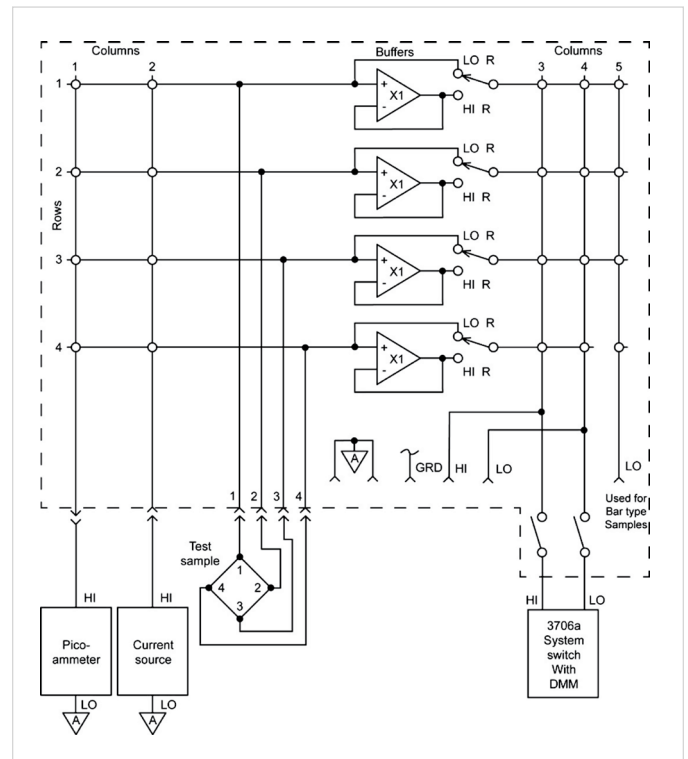 Columns
Buffers
Columns
1
2
3
4
5
Rows
1
+
-
X1
LO R
HI R
2
+
-
X1
LO R
HI R
3
+
-
X1
LO R
HI R
4
+
-
X1
LO R
HI R
A
GRD
HI
LO
LO
Used for
Bar type
Samples
1
2
3
4
Test
sample
1
4
2
3
HI
HI
HI
LO
Pico-
ammeter
Current
source
3706a
System
switch
With
DMM
LO
LO
A
A